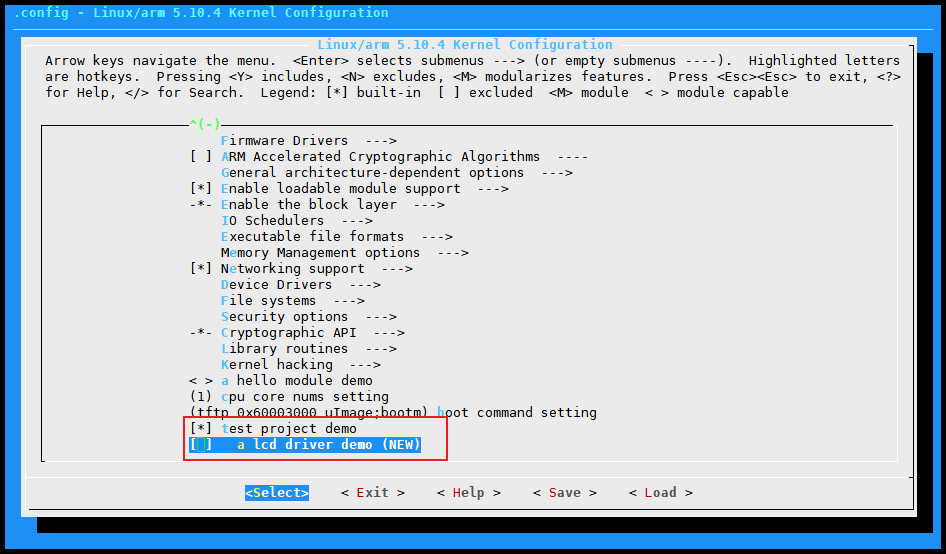 .config - Linux/arm 5.10.4 Kernel Configuration
Linux/arm 5.10.4 Kernel Configuration
Arrow keys navigate the menu.  <Enter> selects submenus ---> (or empty submenus ----).  Highlighted letters
are hotkeys.  Pressing <Y> includes, <N> excludes, <M> modularizes features.  Press <Esc><Esc> to exit, <?>
for Help, </> for Search.  Legend: [*] built-in  [ ] excluded  <M> module  < > module capable
^(-)
Firmware Drivers  --->
[ ] ARM Accelerated Cryptographic Algorithms  ----
General architecture-dependent options  --->
[*] Enable loadable module support  --->
-*- Enable the block layer  --->
IO Schedulers  --->
Executable file formats  --->
Memory Management options  --->
[*] Networking support  --->
Device Drivers  --->
File systems  --->
Security options  --->
-*- Cryptographic API  --->
Library routines  --->
Kernel hacking  --->
< > a hello module demo
(1) cpu core nums setting
(tftp 0x60003000 uImage;bootm) boot command setting
[*] test project demo
[ ]   a lcd driver demo (NEW)
<Select>    < Exit >    < Help >    < Save >    < Load >